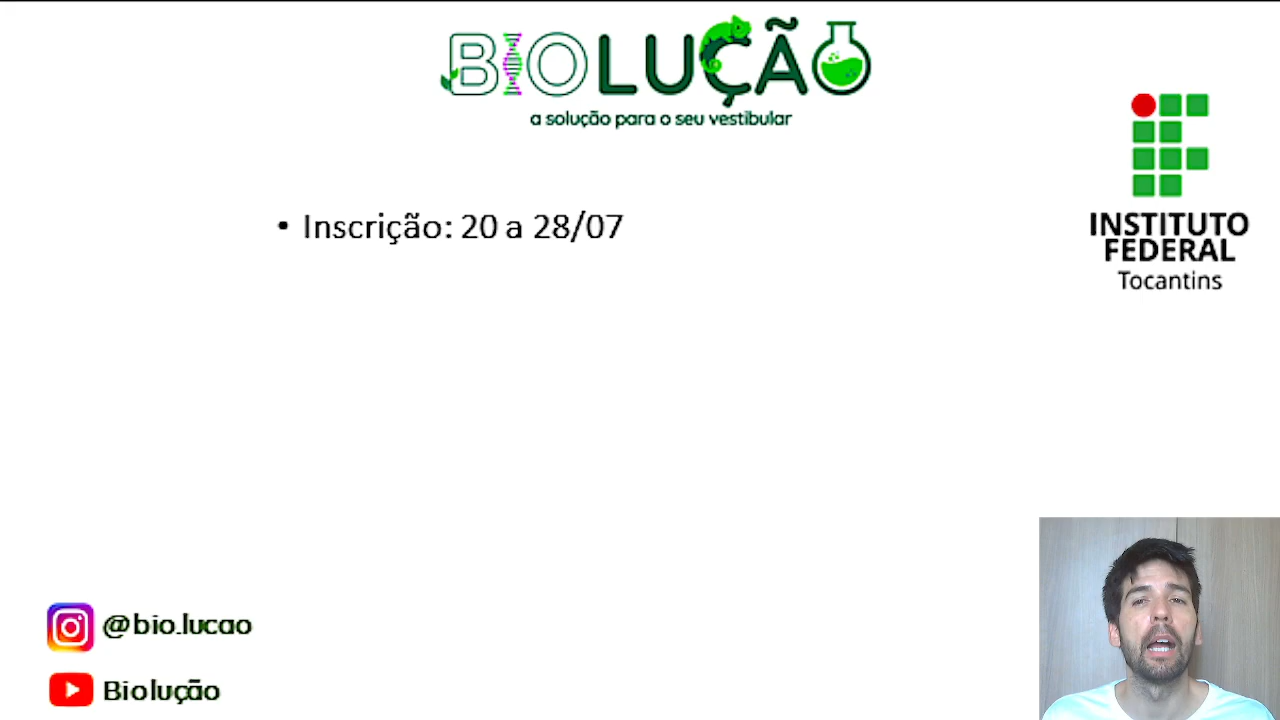 BIOLUÇÃO
a solução para o seu vestibular
INSTITUTO
FEDERAL
Tocantins
• Inscrição: 20 a 28/07
@bio.lucao
Biolução